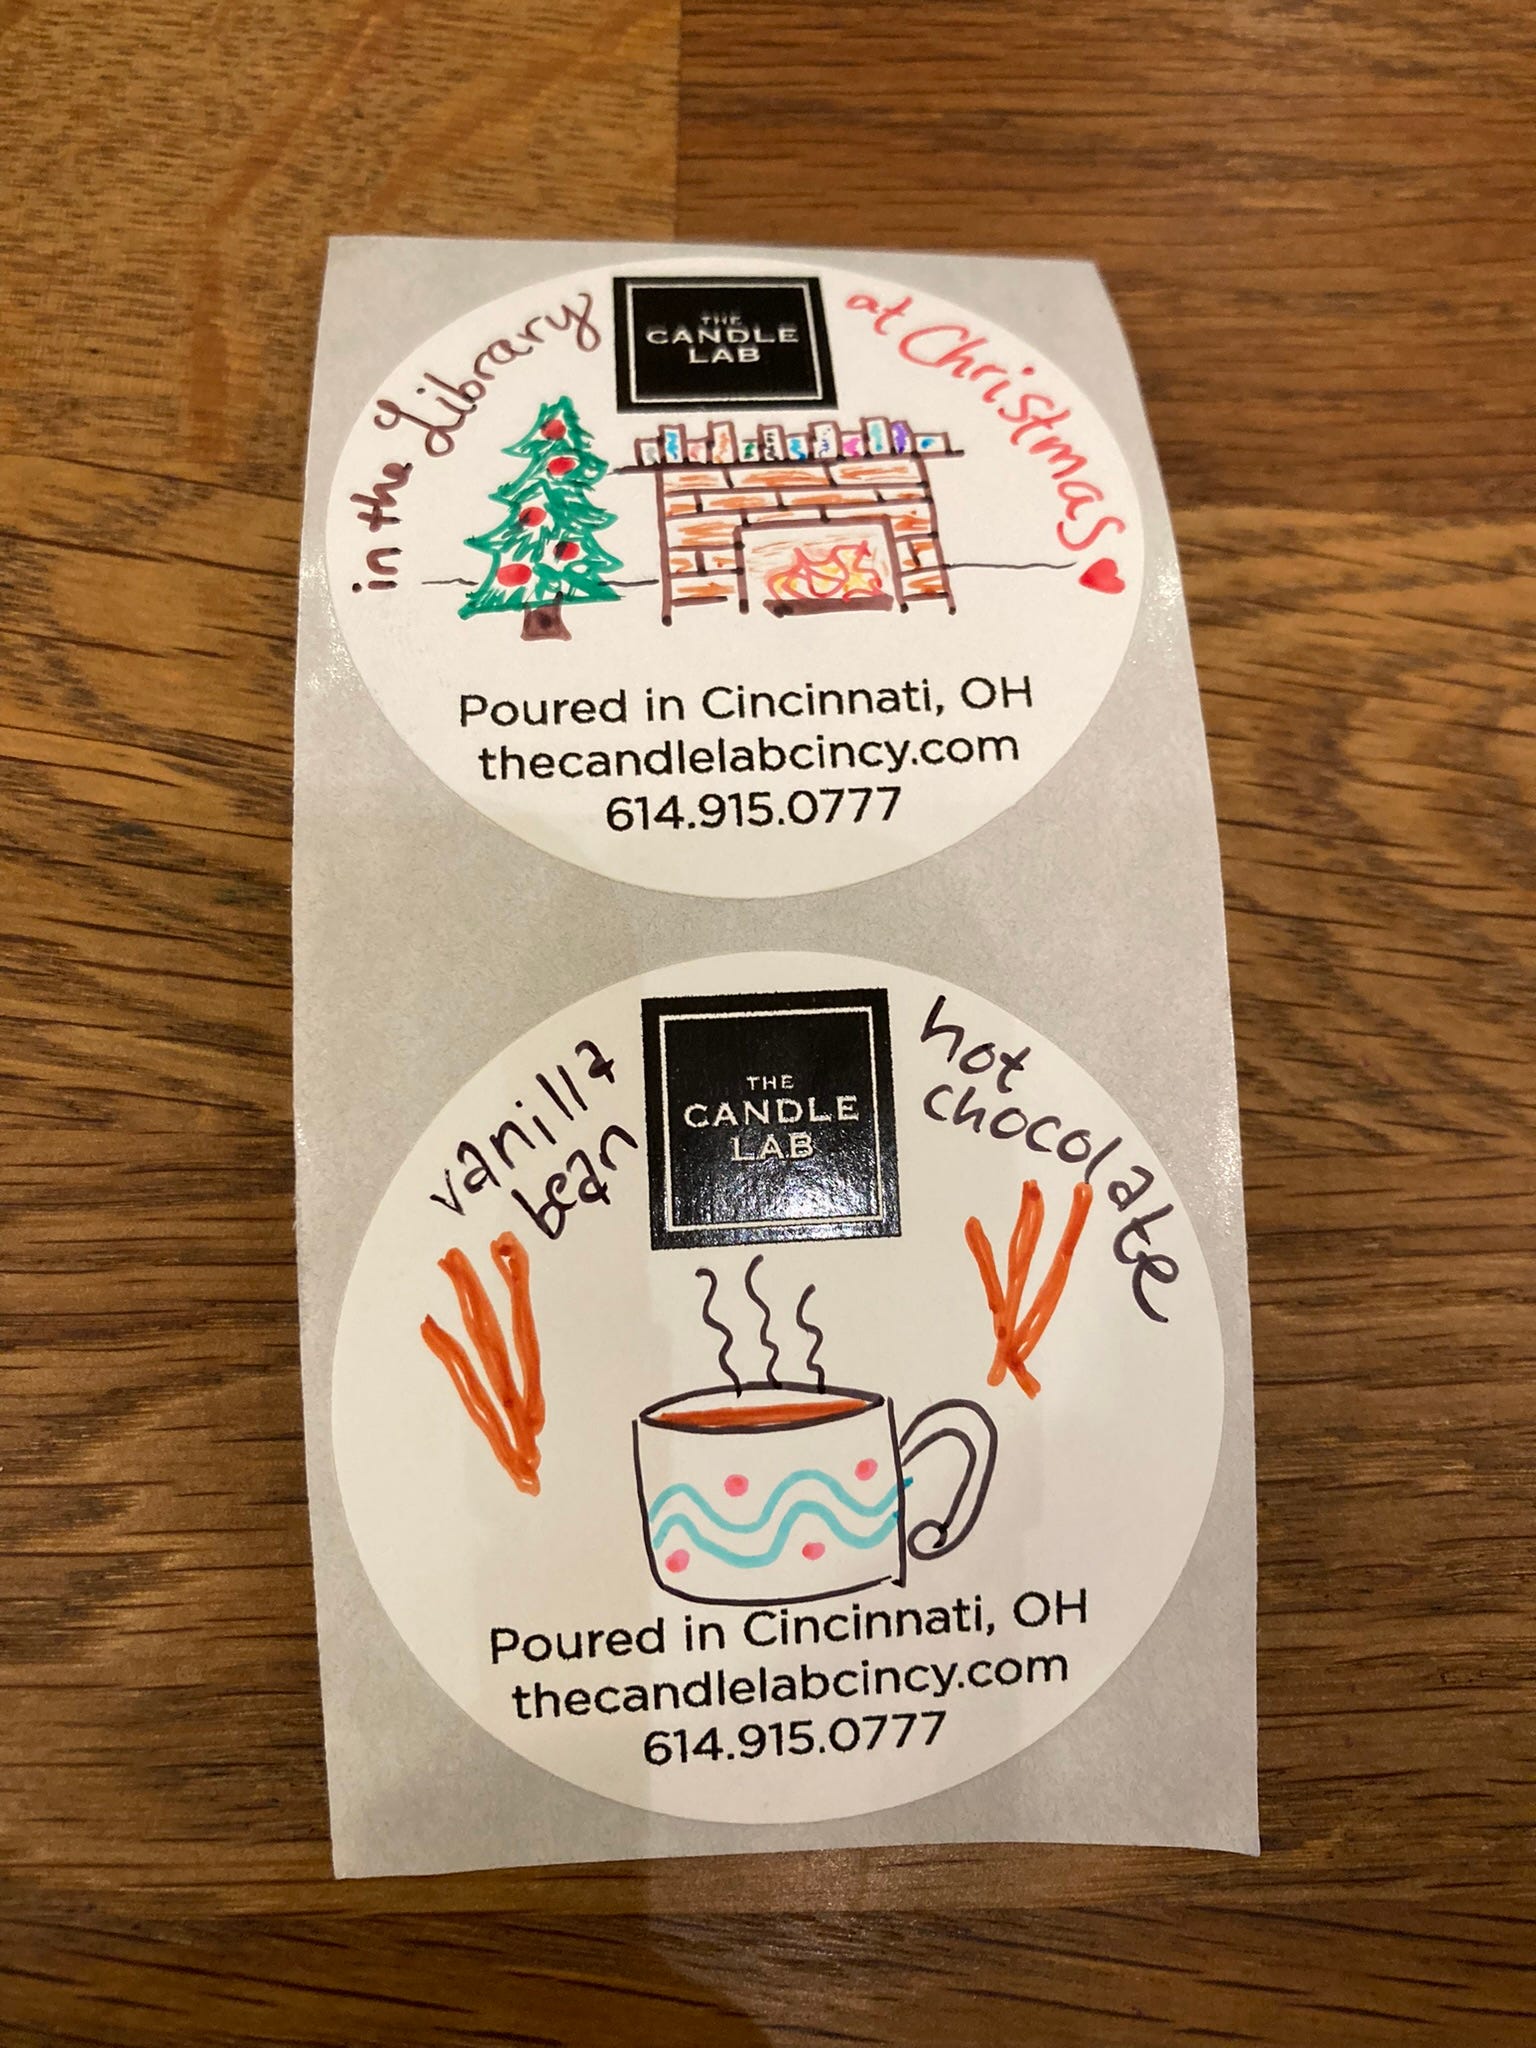 in the Library
THE
CANDLE
LAB
at Christmas
Poured in Cincinnati, OH
thecandlelabcincy.com
614.915.0777
vanilla
bean
THE
CANDLE
LAB
hot
chocolate
Poured in Cincinnati, OH
thecandlelabcincy.com
614.915.0777